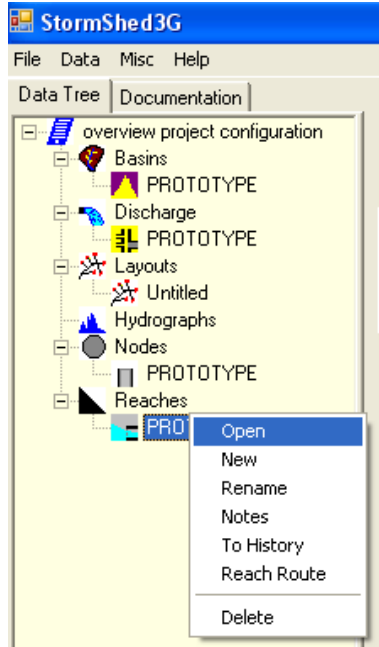 StormShed3G
File Data Misc Help
Data Tree Documentation
overview project configuration
Basins
PROTOTYPE
Discharge
PROTOTYPE
Layouts
Untitled
Hydrographs
Nodes
PROTOTYPE
Reaches
PROT
Open
New
Rename
Notes
To History
Reach Route
Delete